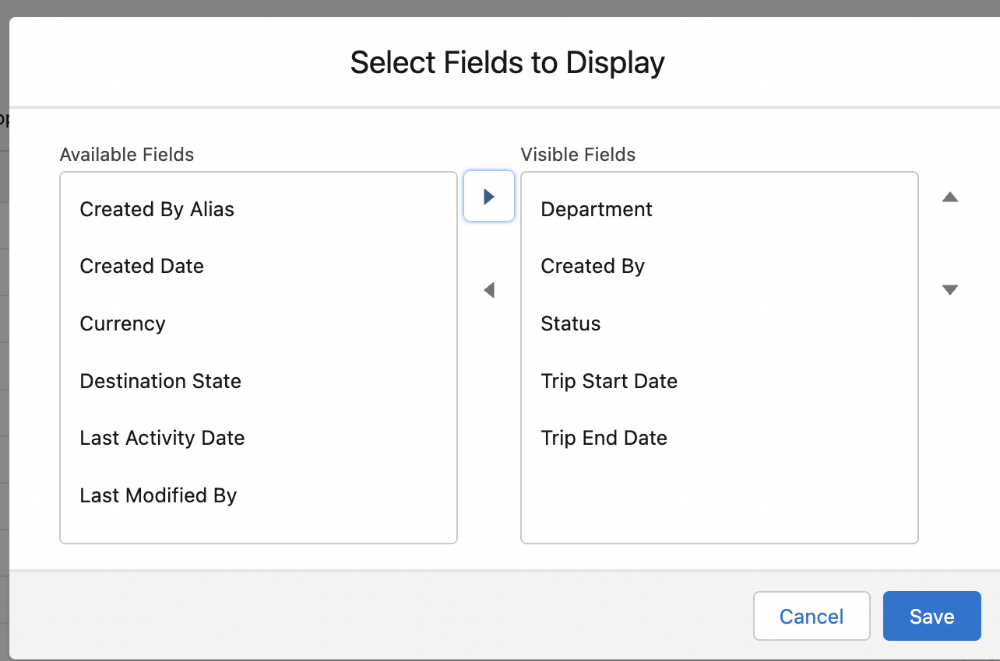 Select Fields to Display
Available Fields
Created By Alias
Created Date
Currency
Destination State
Last Activity Date
Last Modified By
Visible Fields
Department
Created By
Status
Trip Start Date
Trip End Date
Cancel
Save